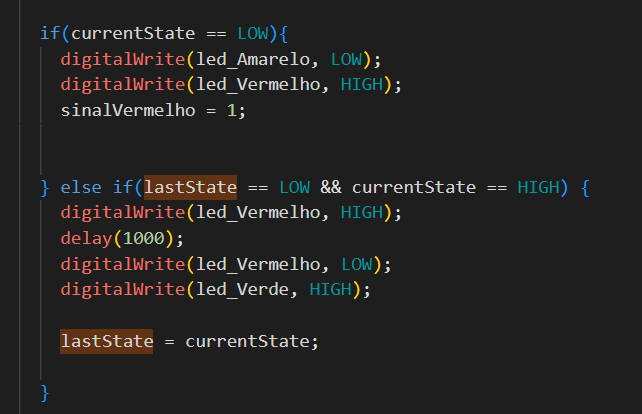 if(currentState == LOW){
digitalWrite(led_Amarelo, LOW);
digitalWrite(led_Vermelho, HIGH);
sinalVermelho = 1;
} else if(lastState == LOW && currentState == HIGH) {
digitalWrite(led_Vermelho, HIGH);
delay(1000);
digitalWrite(led_Vermelho, LOW);
digitalWrite(led_Verde, HIGH);
lastState = currentState;
}